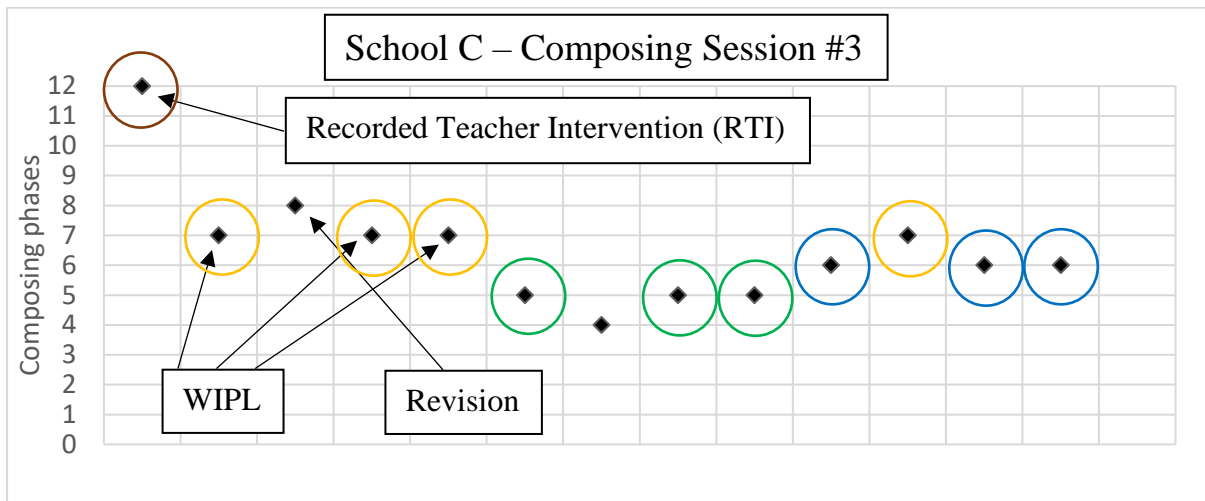 School C – Composing Session #3
12
11
10
9
8
7
6
5
4
3
2
1
0
Composing phases
Recorded Teacher Intervention (RTI)
WIPL
Revision